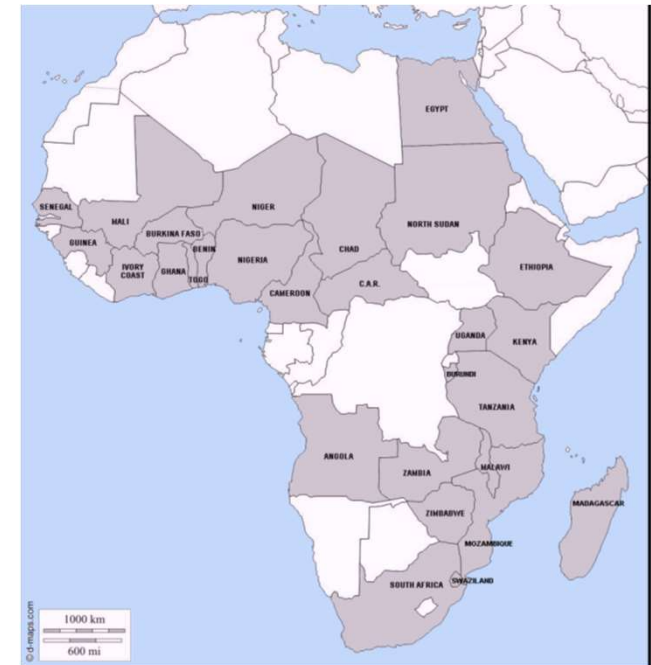 EGYPT
SENEGAL
MALI
NIGER
NORTH SUDAN
BURKINA FASO
GUINEA
BENIN
CHAD
NIGERIA
ETHIOPIA
IVORY
COAST
GHANA
TOGO
C.A.R.
CAMEROON
UGANDA
KENYA
BURUNDI
TANZANIA
ANGOLA
MALAWI
ZAMBIA
MADAGASCAR
ZIMBABWE
MOZAMBIQUE
SWAZILAND
SOUTH AFRICA
1000 km
600 mi
© d-maps.com